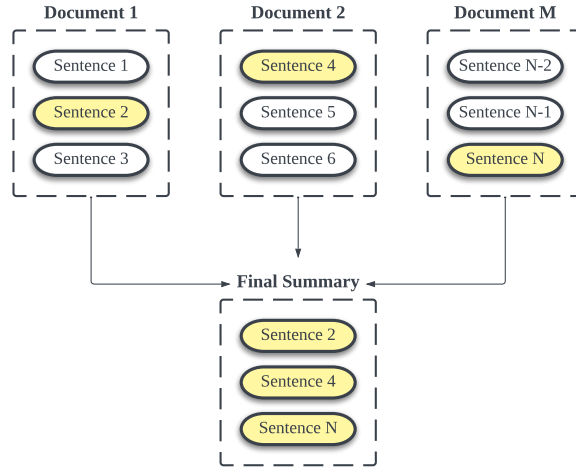 Document 1
Document 2
Document M
Sentence 1
Sentence 2
Sentence 3
Sentence 4
Sentence 5
Sentence 6
Sentence N-2
Sentence N-1
Sentence N
Final Summary
Sentence 2
Sentence 4
Sentence N